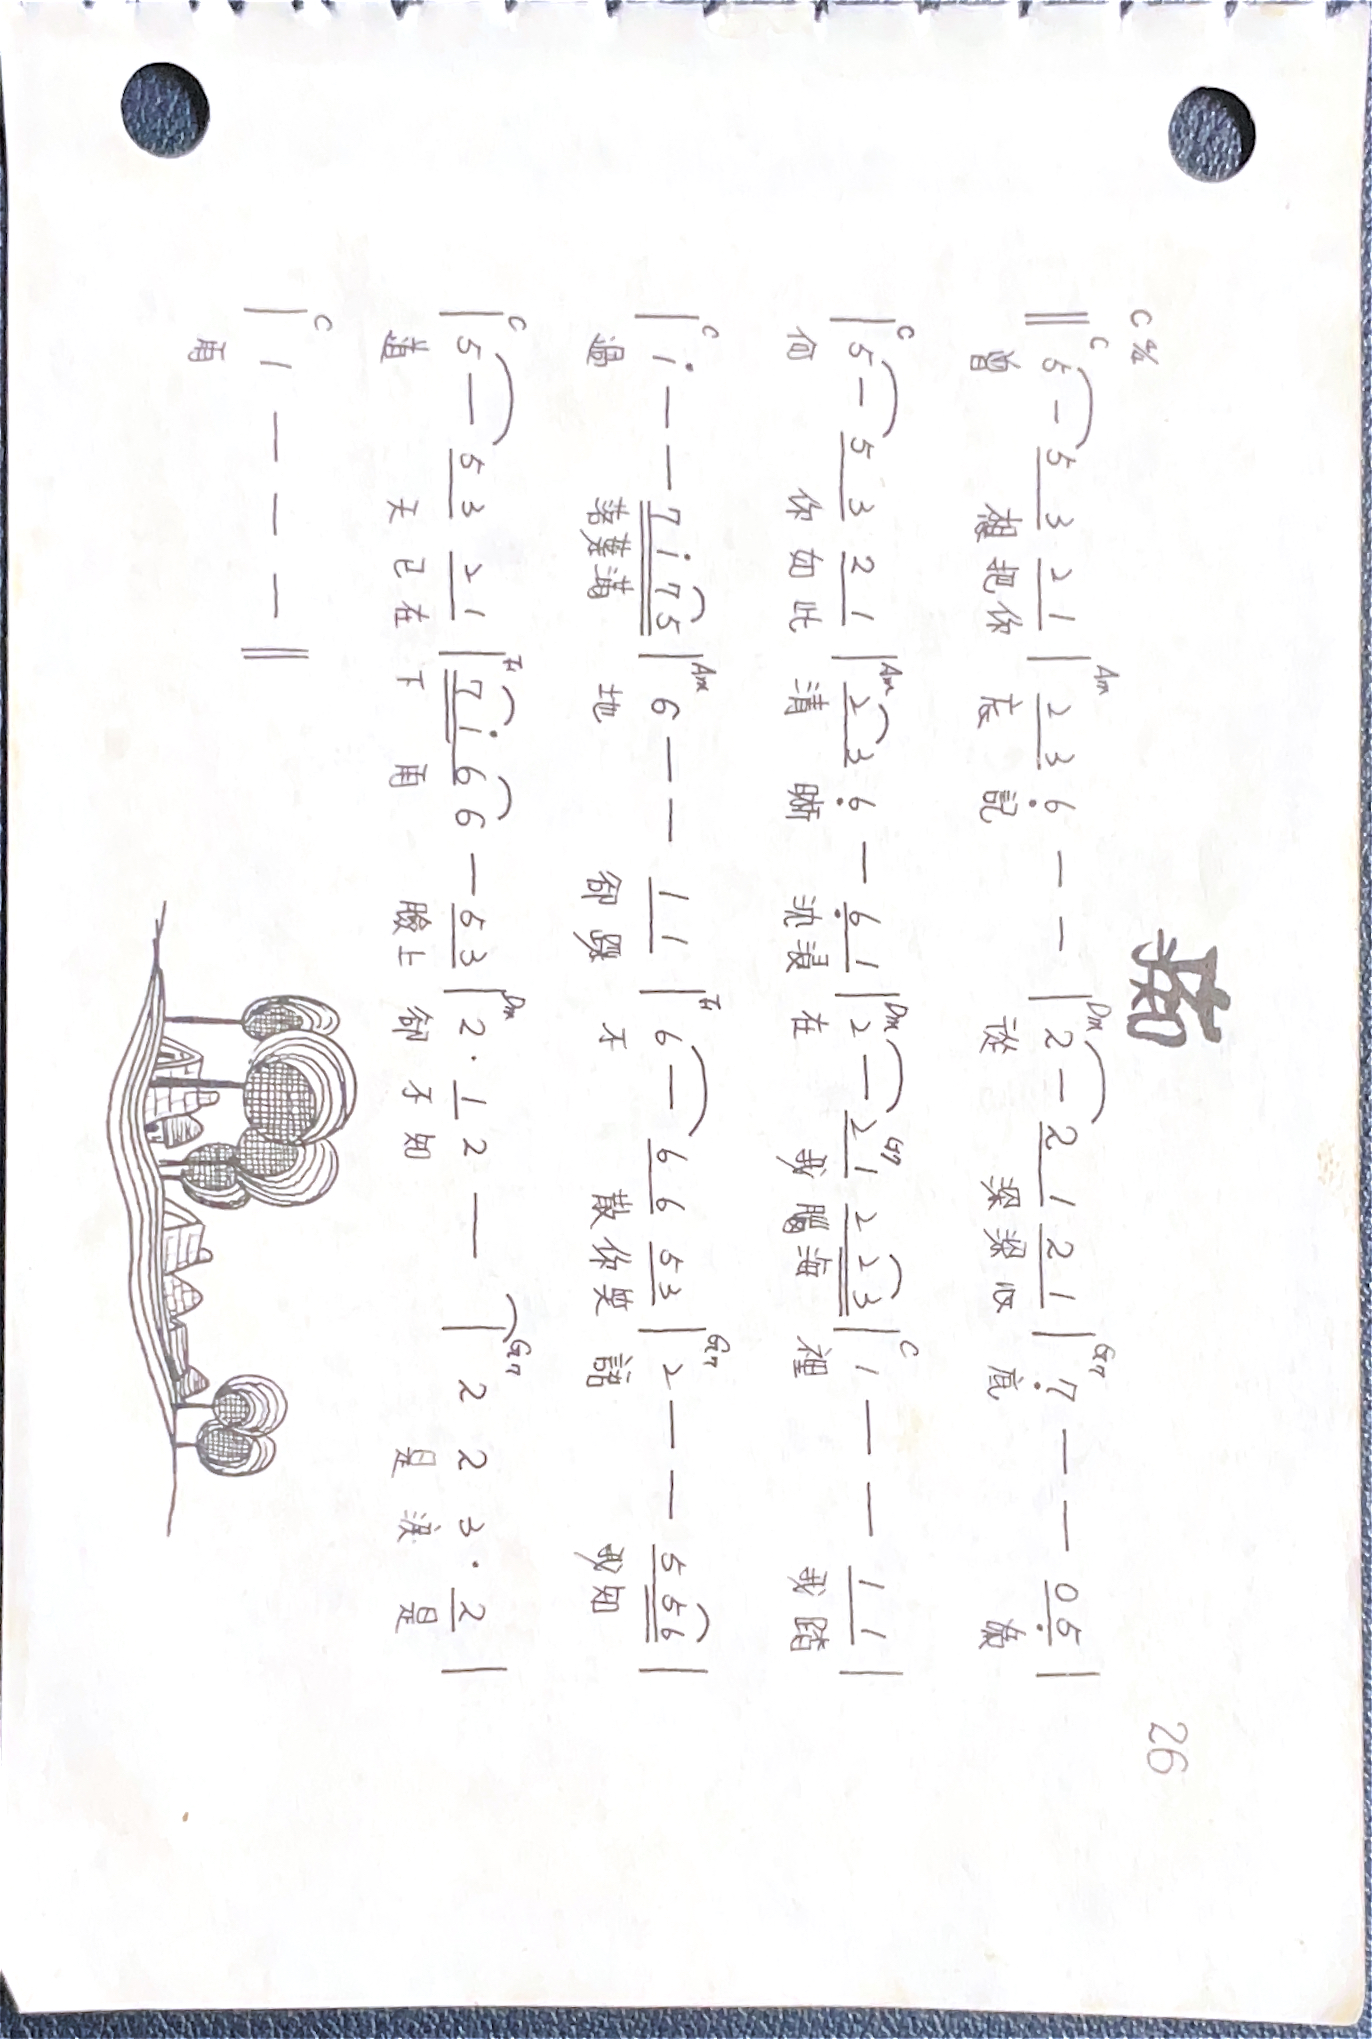 痴
26
C 4/4
C Am Dm G7
‖ 5 - 5 3 2 1 | 2 3 6̣ - - | 2 - 2 1 2 1 | 7̣ - - 0 5̣ |
曾 想 把 你 忘 記 從 深 深 心 底 為
C Am Dm G7 C
| 5 - 5 3 2 1 | 2 3 6̣ - 6̣ 1 | 2 - 2 1 2 2 3 | 1 - - 1 1 |
何 你 如 此 清 晰 沈 浸 在 我 腦 海 裡 我 踏
C Am F G7
| i - - 7 i 7 5 | 6 - - 1 1 | 6 - 6 6 5 3 | 2 - - 5 5 6 |
過 落 葉 滿 地 卻 踩 不 散 你 笑 語 我 知
C F Dm G7
| 5 - 5 3 2 1 | 7 i 6 6 - 5 3 | 2 · 1 2 - | 2 2 3 · 2 |
道 天 已 在 下 雨 臉 上 卻 不 知 是 淚 是
C
| 1 - - - ‖
雨